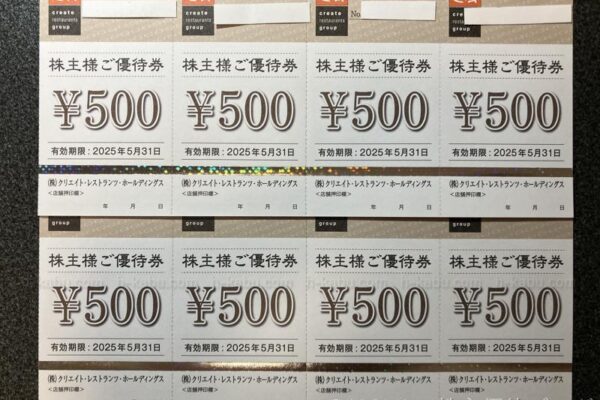 create restaurants group
create restaurants group
create restaurants group
No
create restaurants group
株主様ご優待券 株主様ご優待券 株主様ご優待券 株主様ご優待券
¥500 ¥500 ¥500 ¥500
有効期限：2025年5月31日 有効期限：2025年5月31日 有効期限：2025年5月31日 有効期限：2025年5月31日
(株)クリエイト・レストランツ・ホールディングス (株)クリエイト・レストランツ・ホールディングス (株)クリエイト・レストランツ・ホールディングス (株)クリエイト・レストランツ・ホールディングス
<店舗押印欄> <店舗押印欄> <店舗押印欄> <店舗押印欄>
年 月 日 年 月 日 年 月 日 年 月 日
group group group group
株主様ご優待券 株主様ご優待券 株主様ご優待券 株主様ご優待券
¥500 ¥500 ¥500 ¥500
有効期限：2025年5月31日 有効期限：2025年5月31日 有効期限：2025年5月31日 有効期限：2025年5月31日
(株)クリエイト・レストランツ・ホールディングス (株)クリエイト・レストランツ・ホールディングス (株)クリエイト・レストランツ・ホールディングス (株)クリエイト・レストランツ・ホールディングス
<店舗押印欄> <店舗押印欄> <店舗押印欄> <店舗押印欄>